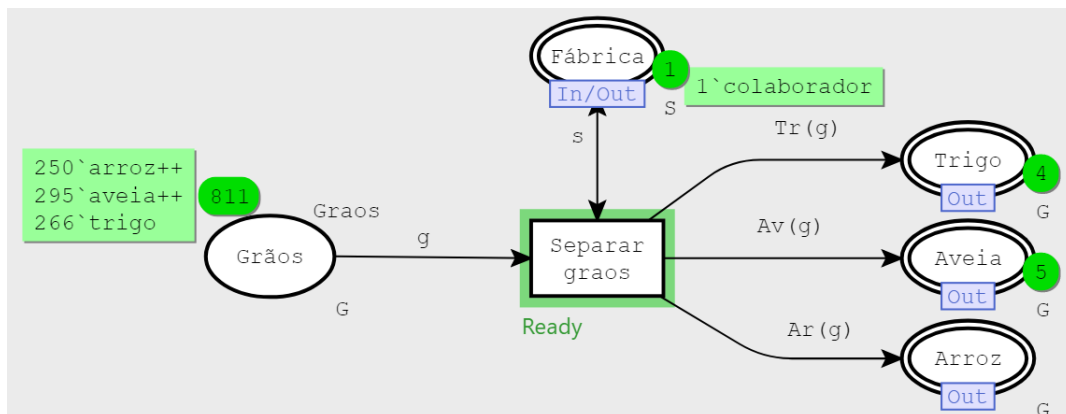 Fábrica
In/Out
1
1`colaborador
S
s
250`arroz++
295`aveia++
266`trigo
811
Graos
Grãos
G
g
Separar
graos
Ready
Tr(g)
Trigo
4
Out
G
Av(g)
Aveia
5
Out
G
Ar(g)
Arroz
Out
G